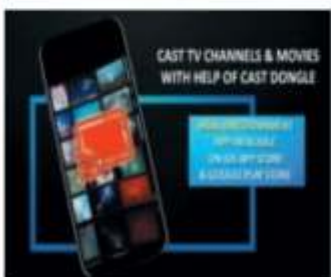 CAST TV CHANNELS & MOVIES
WITH HELP OF CAST DONGLE
APP AVAILABLE
ON IOS APP STORE
& GOOGLE PLAY STORE